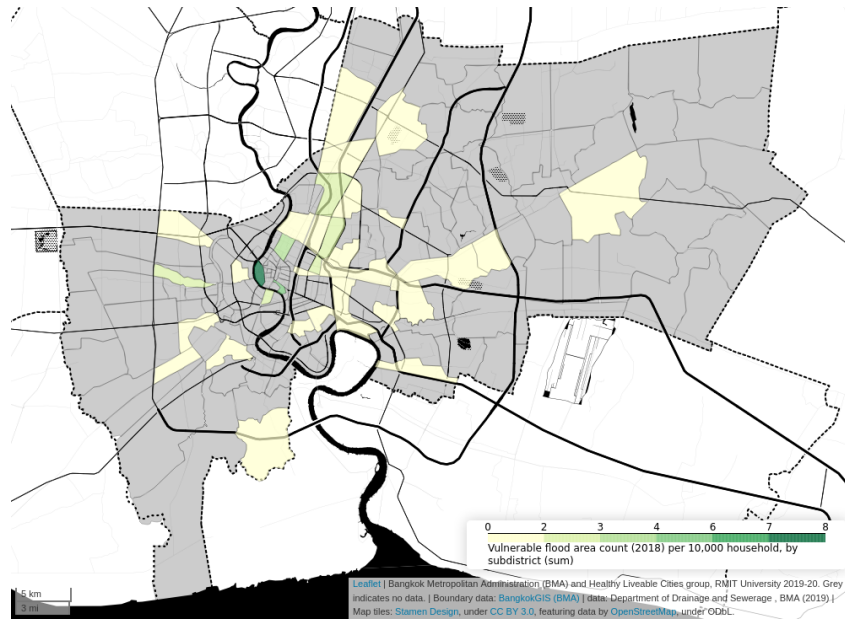 0 2 3 4 6 7 8
Vulnerable flood area count (2018) per 10,000 household, by
subdistrict (sum)
5 km
3 mi
Leaflet | Bangkok Metropolitan Administration (BMA) and Healthy Liveable Cities group, RMIT University 2019-20. Grey
indicates no data. | Boundary data: BangkokGIS (BMA) | data: Department of Drainage and Sewerage , BMA (2019) |
Map tiles: Stamen Design, under CC BY 3.0, featuring data by OpenStreetMap, under ODbL.